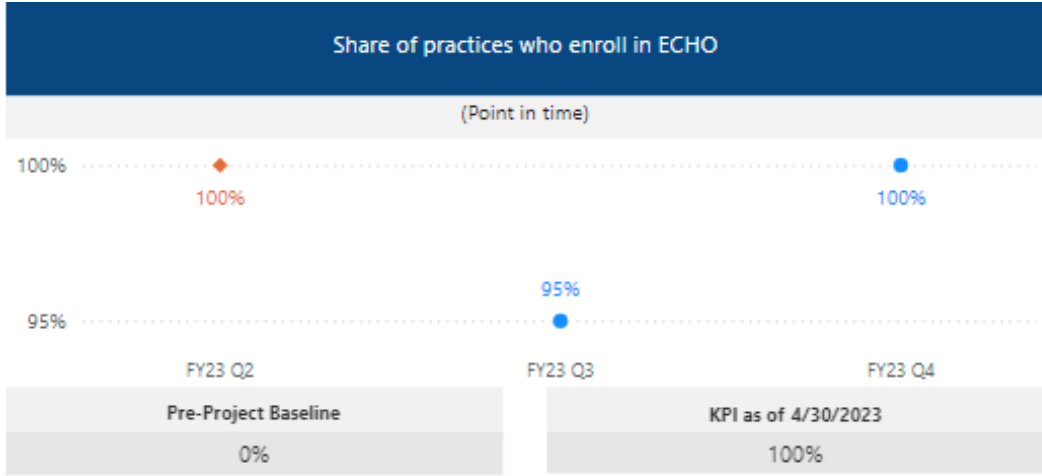 Share of practices who enroll in ECHO
(Point in time)
100%
100%
100%
95%
95%
FY23 Q2 FY23 Q3 FY23 Q4
Pre-Project Baseline KPI as of 4/30/2023
0% 100%